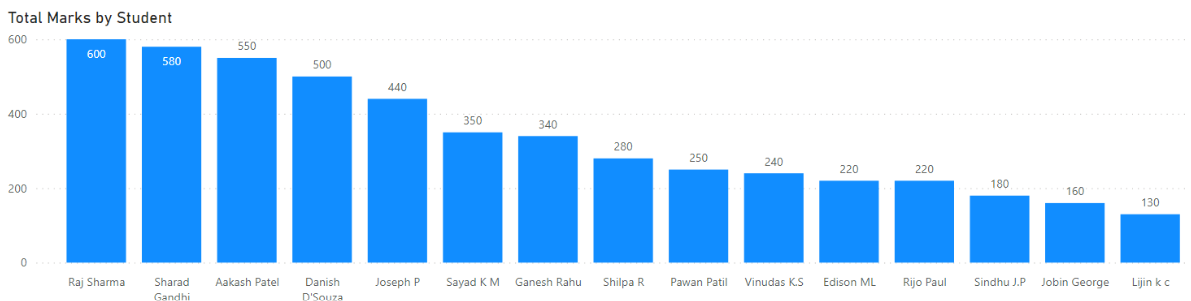 Total Marks by Student
600
400
200
0
600
580
550
500
440
350
340
280
250
240
220
220
180
160
130
Raj Sharma
Sharad
Gandhi
Aakash Patel
Danish
D'Souza
Joseph P
Sayad K M
Ganesh Rahu
Shilpa R
Pawan Patil
Vinudas K.S
Edison ML
Rijo Paul
Sindhu J.P
Jobin George
Lijin k c